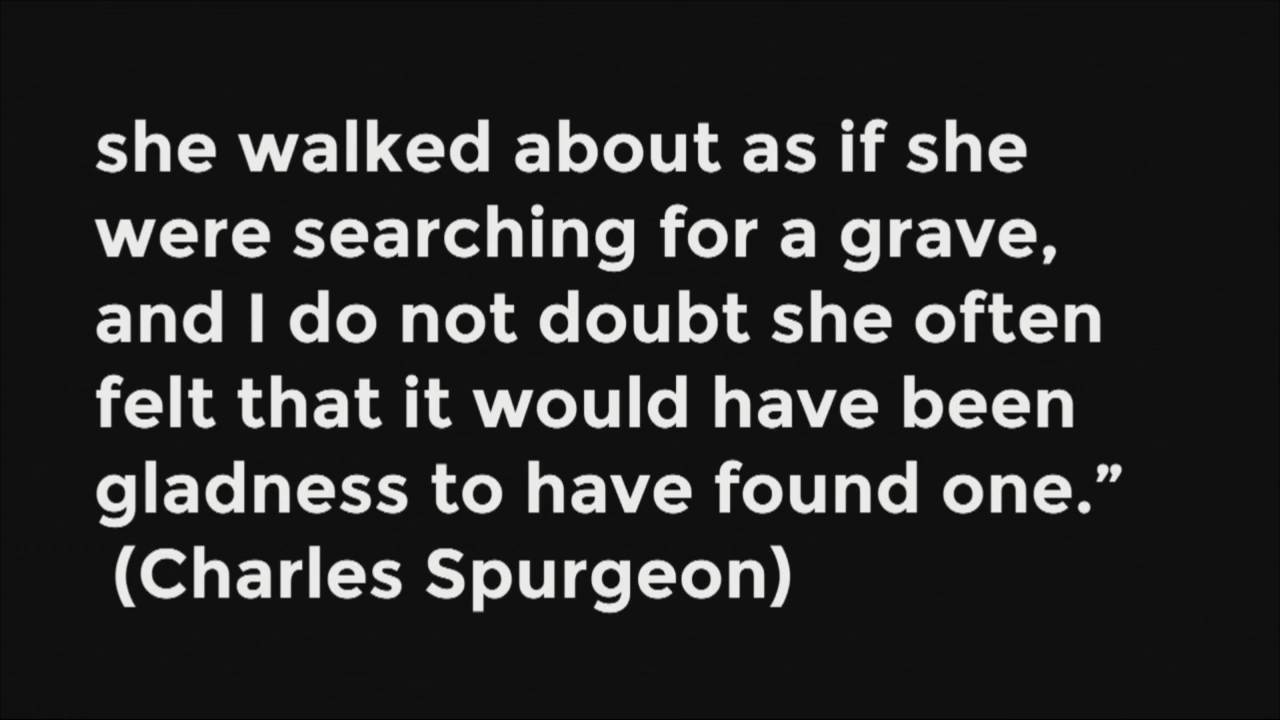 she walked about as if she
were searching for a grave,
and I do not doubt she often
felt that it would have been
gladness to have found one.”
(Charles Spurgeon)